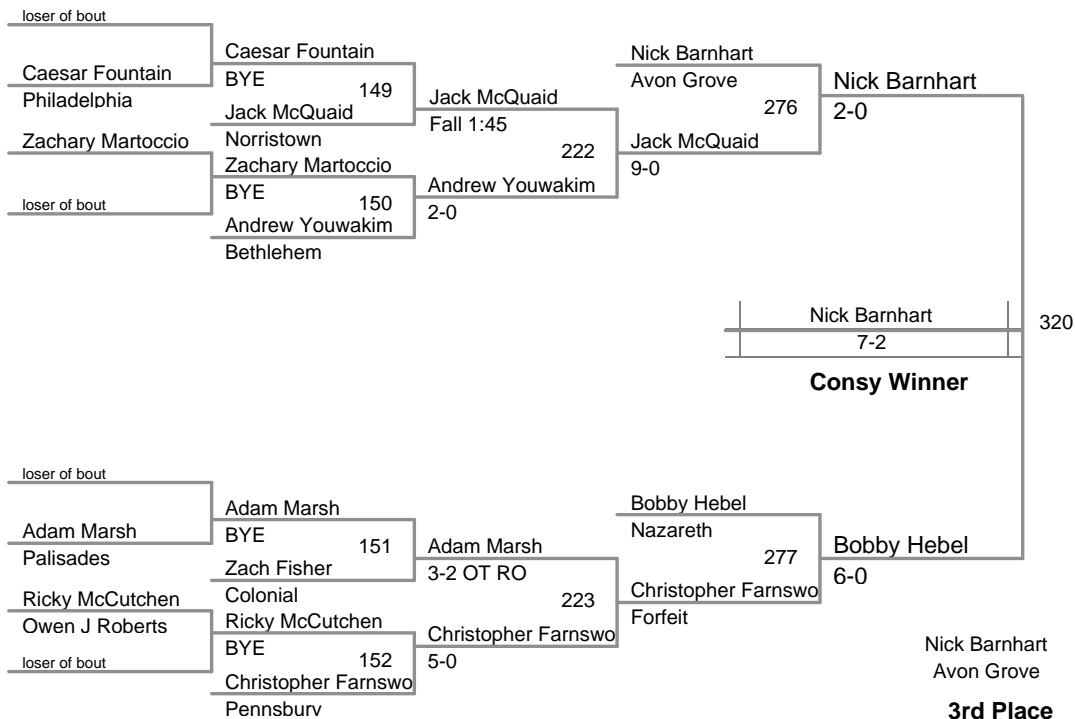 loser of bout
Caesar Fountain
Philadelphia
Zachary Martoccio
loser of bout
Caesar Fountain
BYE
149
Jack McQuaid
Norristown
Zachary Martoccio
BYE
150
Andrew Youwakim
Bethlehem
Jack McQuaid
Fall 1:45
222
Andrew Youwakim
2-0
Nick Barnhart
Avon Grove
276
Jack McQuaid
9-0
Nick Barnhart
2-0
Nick Barnhart
7-2
320
Consy Winner
loser of bout
Adam Marsh
Palisades
Ricky McCutchen
Owen J Roberts
loser of bout
Adam Marsh
BYE
151
Zach Fisher
Colonial
Ricky McCutchen
BYE
152
Christopher Farnswo
Pennsbury
Adam Marsh
3-2 OT RO
223
Christopher Farnswo
5-0
Bobby Hebel
Nazareth
277
Christopher Farnswo
Forfeit
Bobby Hebel
6-0
Nick Barnhart
Avon Grove
3rd Place